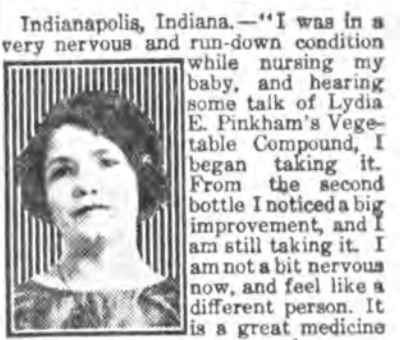 Indianapolis, Indiana.—"I was in a
very nervous and run-down condition
while nursing my
baby, and hearing
some talk of Lydia
E. Pinkham's Vege-
table Compound, I
began taking it.
From the second
bottle I noticed a big
improvement, and I
am still taking it. I
am not a bit nervous
now, and feel like a
different person. It
is a great medicine